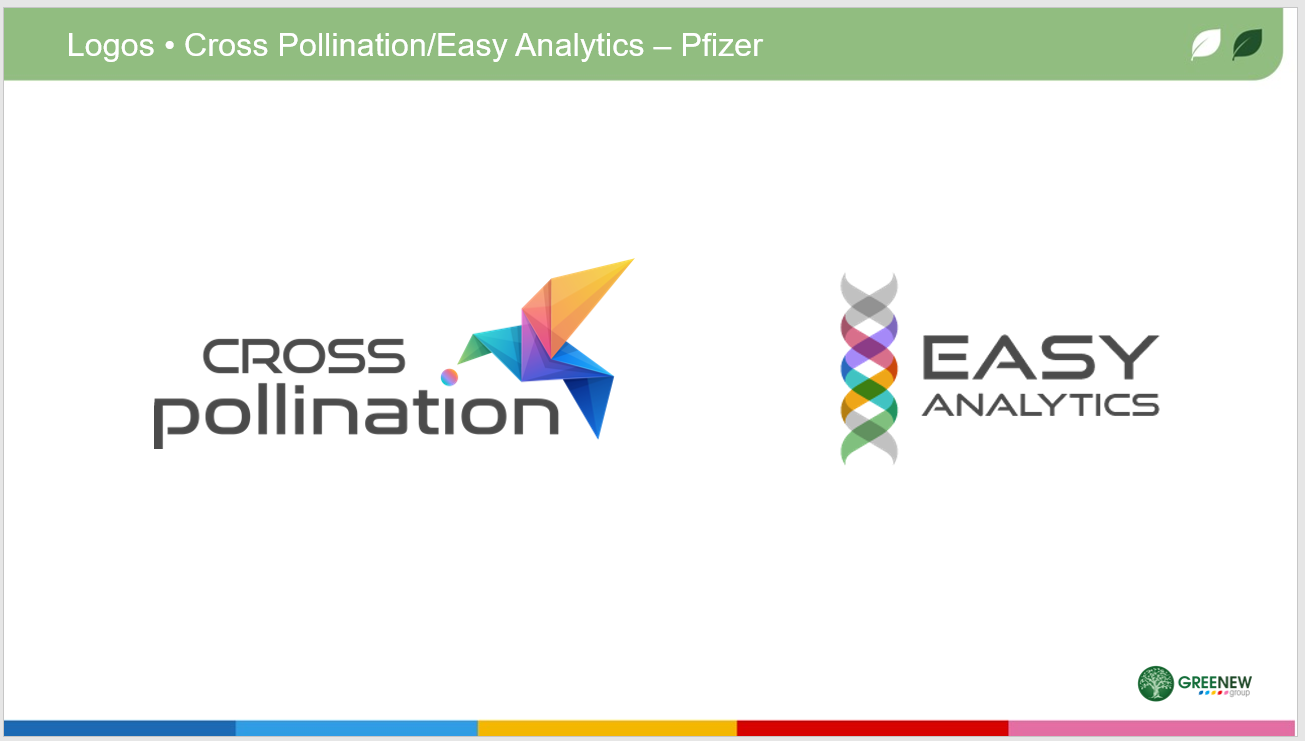 Logos • Cross Pollination/Easy Analytics – Pfizer
CROSS
pollination
EASY
ANALYTICS
GREENEW
group